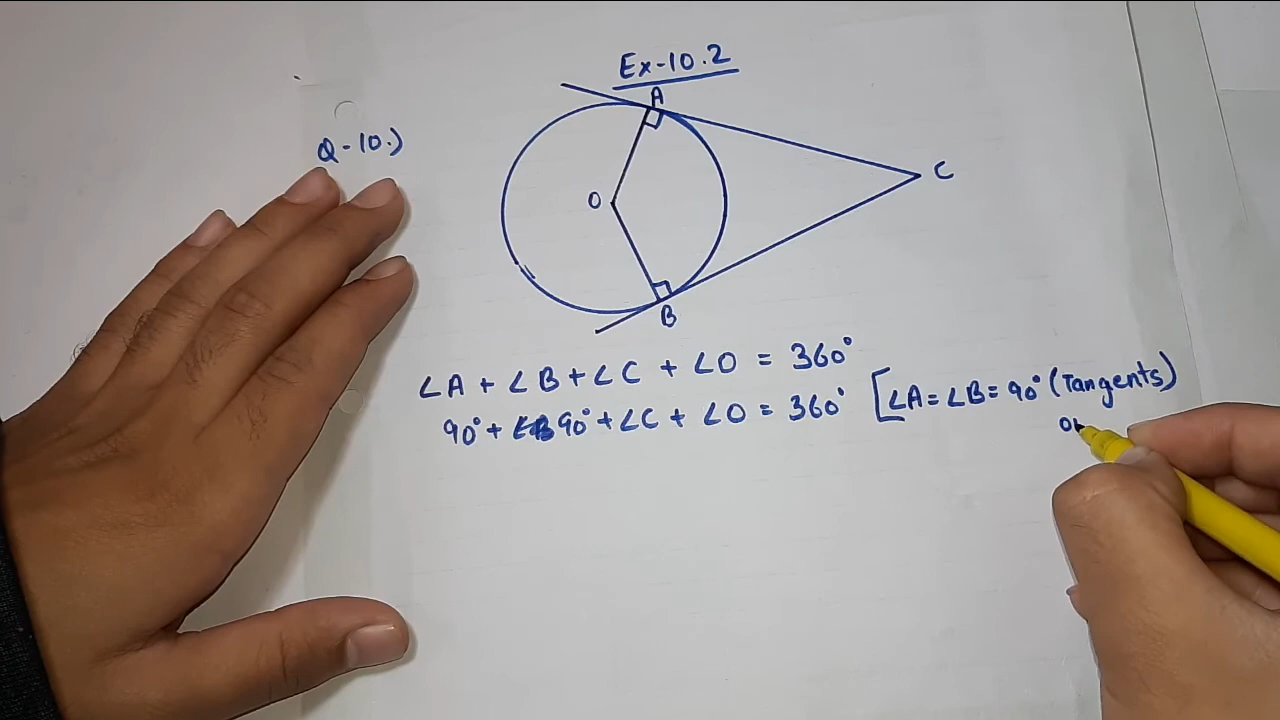 Ex-10.2
Q-10.)
A
C
O
B
∠A + ∠B + ∠C + ∠O = 360°
90° + 90° + ∠C + ∠O = 360° [∠A = ∠B = 90° (Tangents)